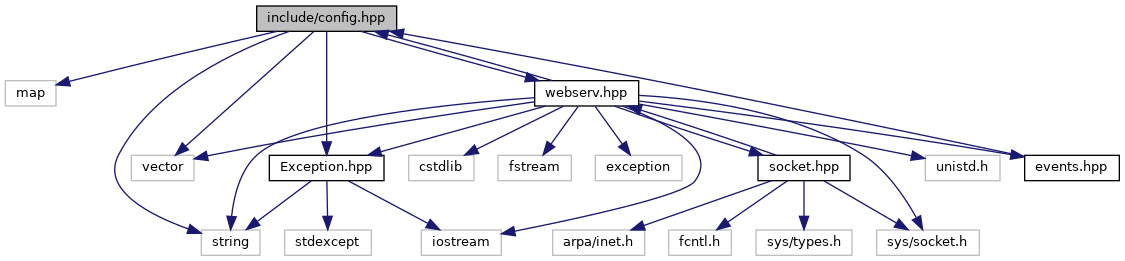 include/config.hpp
map
webserv.hpp
vector
Exception.hpp
cstdlib
fstream
exception
socket.hpp
unistd.h
events.hpp
string
stdexcept
iostream
arpa/inet.h
fcntl.h
sys/types.h
sys/socket.h